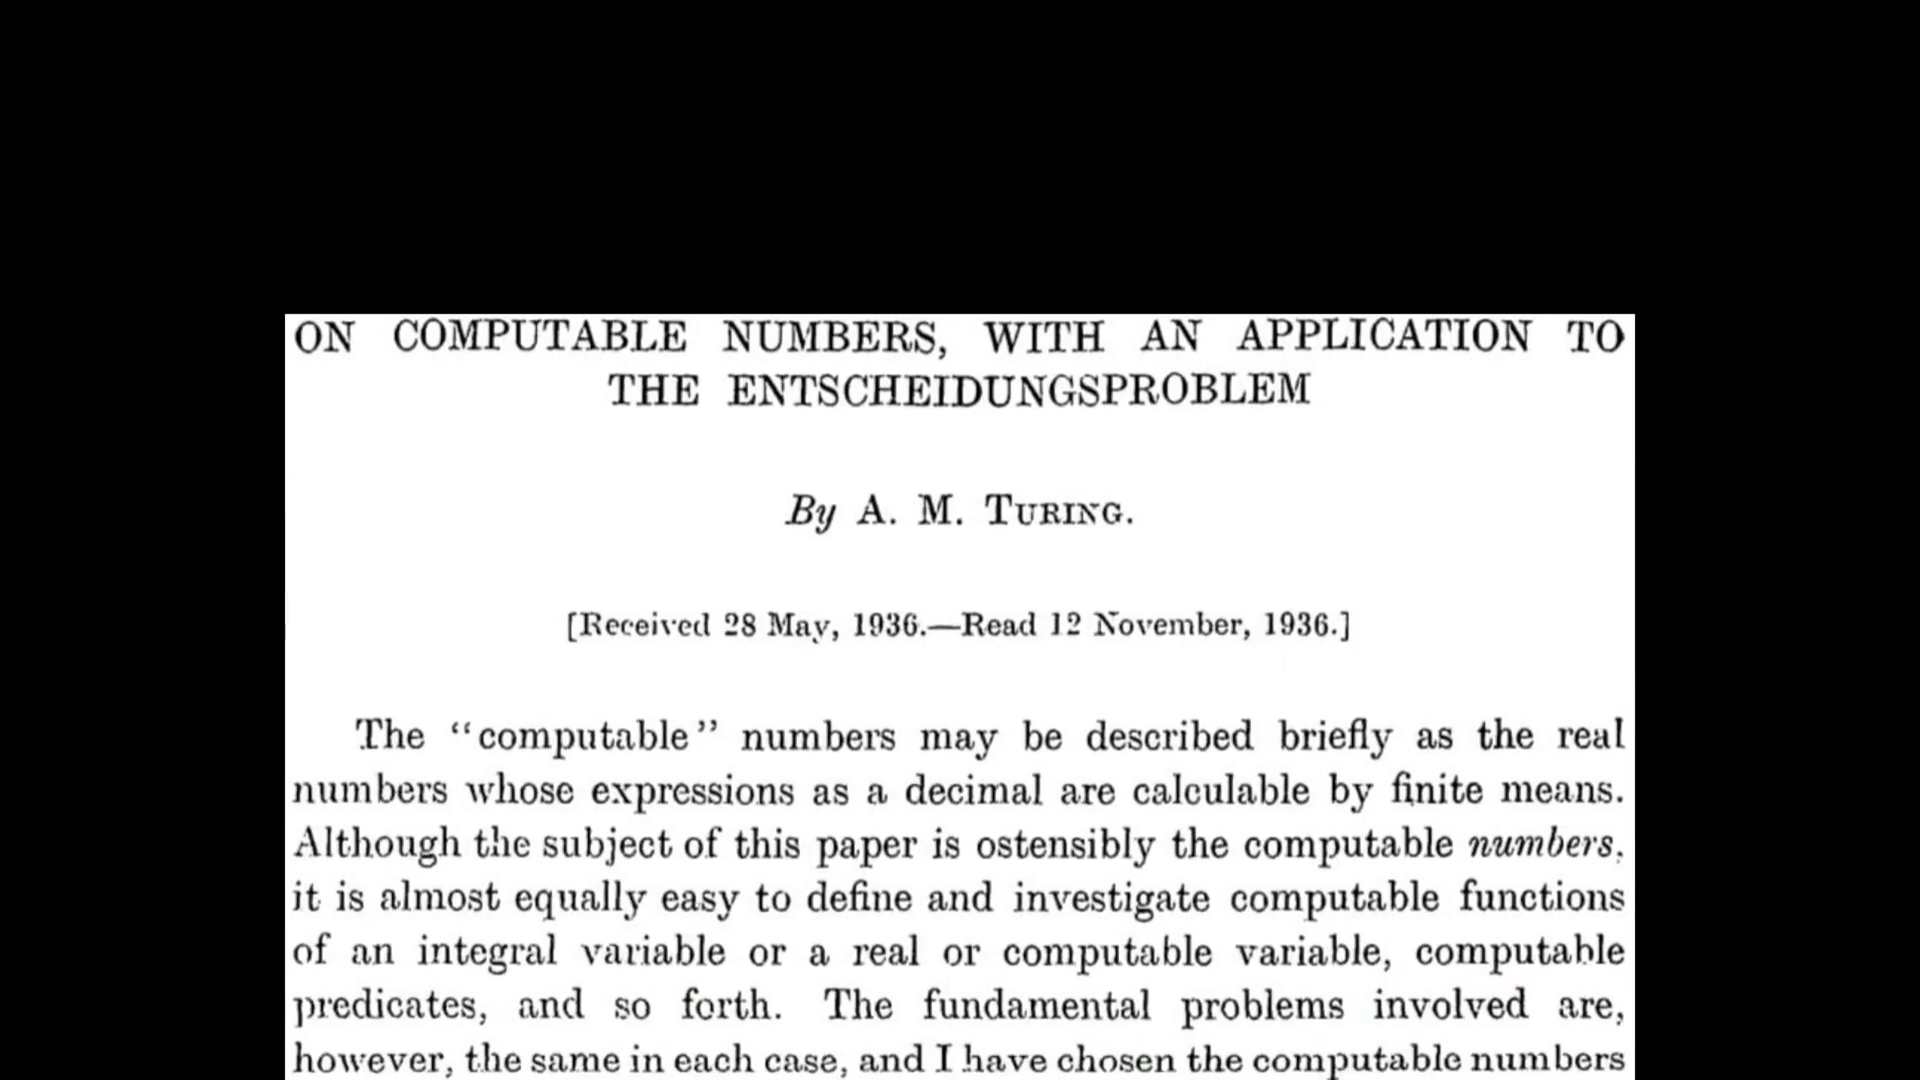 ON COMPUTABLE NUMBERS, WITH AN APPLICATION TO
THE ENTSCHEIDUNGSPROBLEM
By A. M. TURING.
[Received 28 May, 1936.—Read 12 November, 1936.]
The “computable” numbers may be described briefly as the real
numbers whose expressions as a decimal are calculable by finite means.
Although the subject of this paper is ostensibly the computable numbers,
it is almost equally easy to define and investigate computable functions
of an integral variable or a real or computable variable, computable
predicates, and so forth. The fundamental problems involved are,
however, the same in each case, and I have chosen the computable numbers